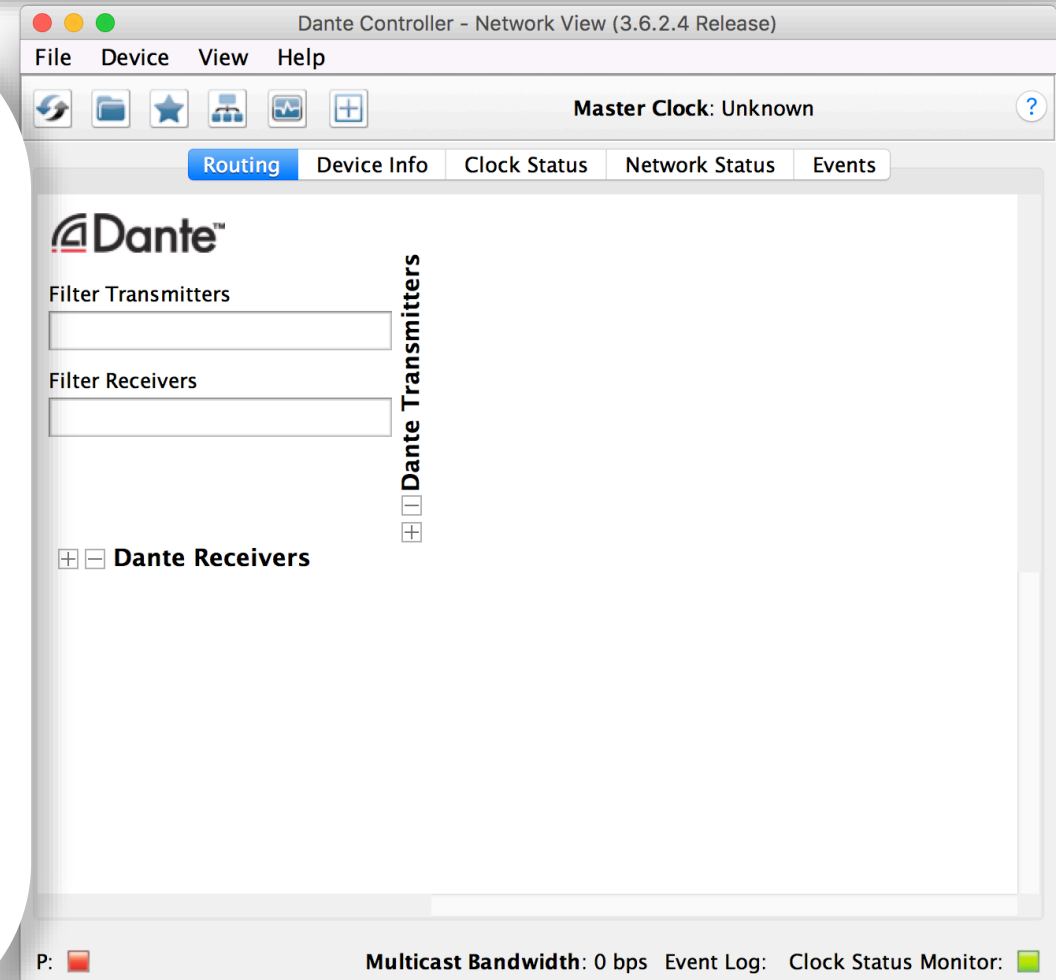 Dante Controller - Network View (3.6.2.4 Release)
File Device View Help
Master Clock: Unknown
?
Routing Device Info Clock Status Network Status Events
Dante™
Filter Transmitters
Filter Receivers
Dante Transmitters
Dante Receivers
P: Multicast Bandwidth: 0 bps Event Log: Clock Status Monitor: